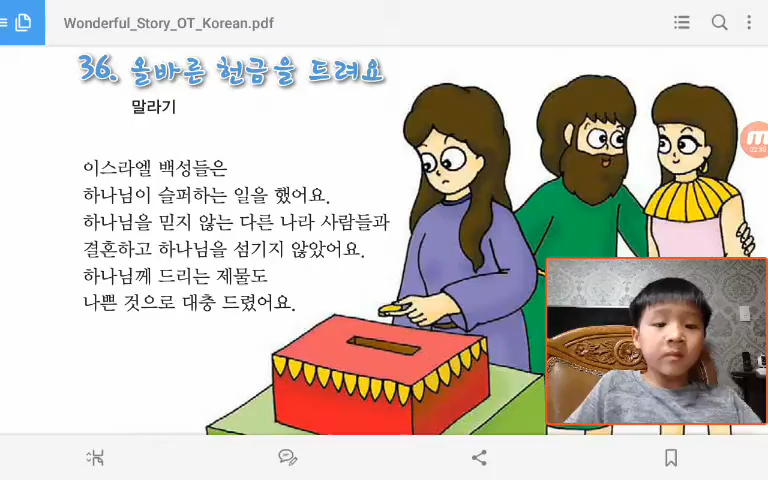 Wonderful_Story_OT_Korean.pdf
36. 올바른 헌금을 드려요
말라기
이스라엘 백성들은
하나님이 슬퍼하는 일을 했어요.
하나님을 믿지 않는 다른 나라 사람들과
결혼하고 하나님을 섬기지 않았어요.
하나님께 드리는 제물도
나쁜 것으로 대충 드렸어요.